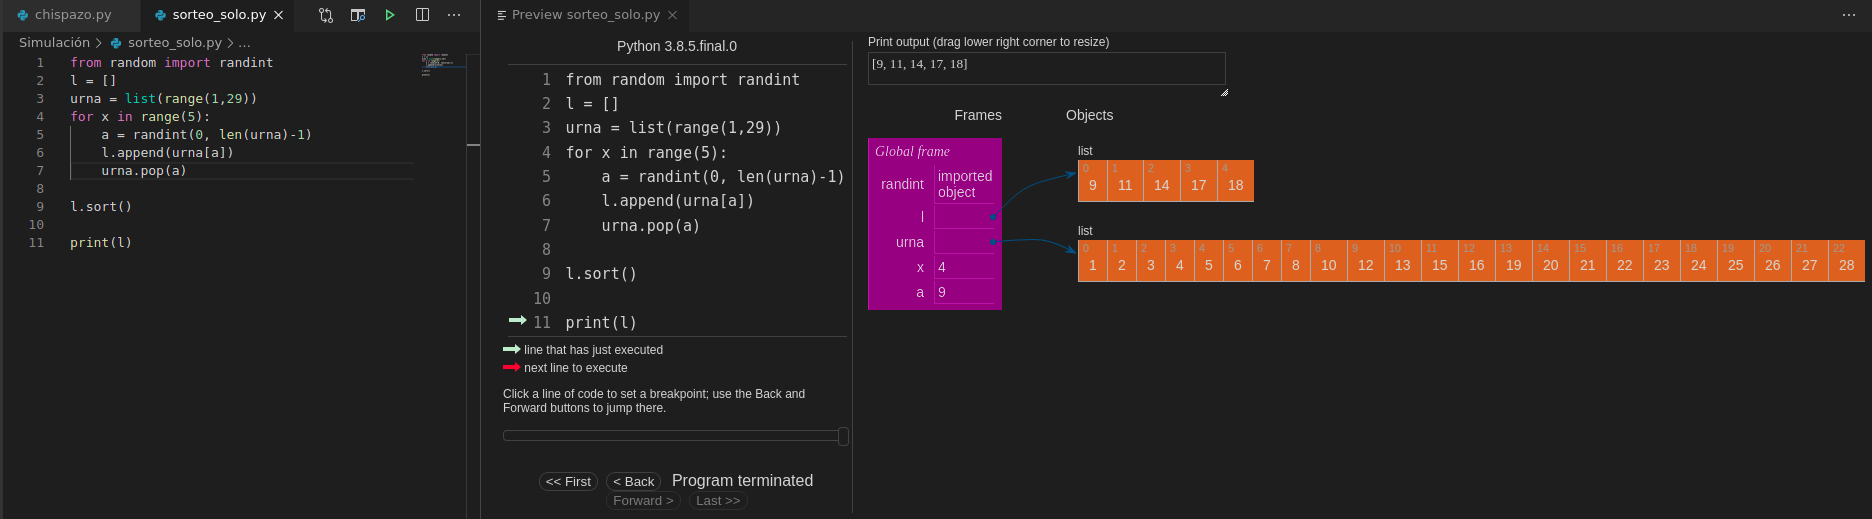 chispazo.py
sorteo_solo.py
Simulación > sorteo_solo.py > ...
1 from random import randint
2 l = []
3 urna = list(range(1,29))
4 for x in range(5):
5 a = randint(0, len(urna)-1)
6 l.append(urna[a])
7 urna.pop(a)
8
9 l.sort()
10
11 print(l)
Preview sorteo_solo.py
Python 3.8.5.final.0
1 from random import randint
2 l = []
3 urna = list(range(1,29))
4 for x in range(5):
5 a = randint(0, len(urna)-1)
6 l.append(urna[a])
7 urna.pop(a)
8
9 l.sort()
10
11 print(l)
line that has just executed
next line to execute
Click a line of code to set a breakpoint; use the Back and
Forward buttons to jump there.
<< First < Back Program terminated
Forward > Last >>
Print output (drag lower right corner to resize)
[9, 11, 14, 17, 18]
Frames Objects
Global frame
randint imported
object
l
urna
x 4
a 9
list
0 1 2 3 4
9 11 14 17 18
list
0 1 2 3 4 5 6 7 8 9 10 11 12 13 14 15 16 17 18 19 20 21 22
1 2 3 4 5 6 7 8 10 12 13 15 16 19 20 21 22 23 24 25 26 27 28